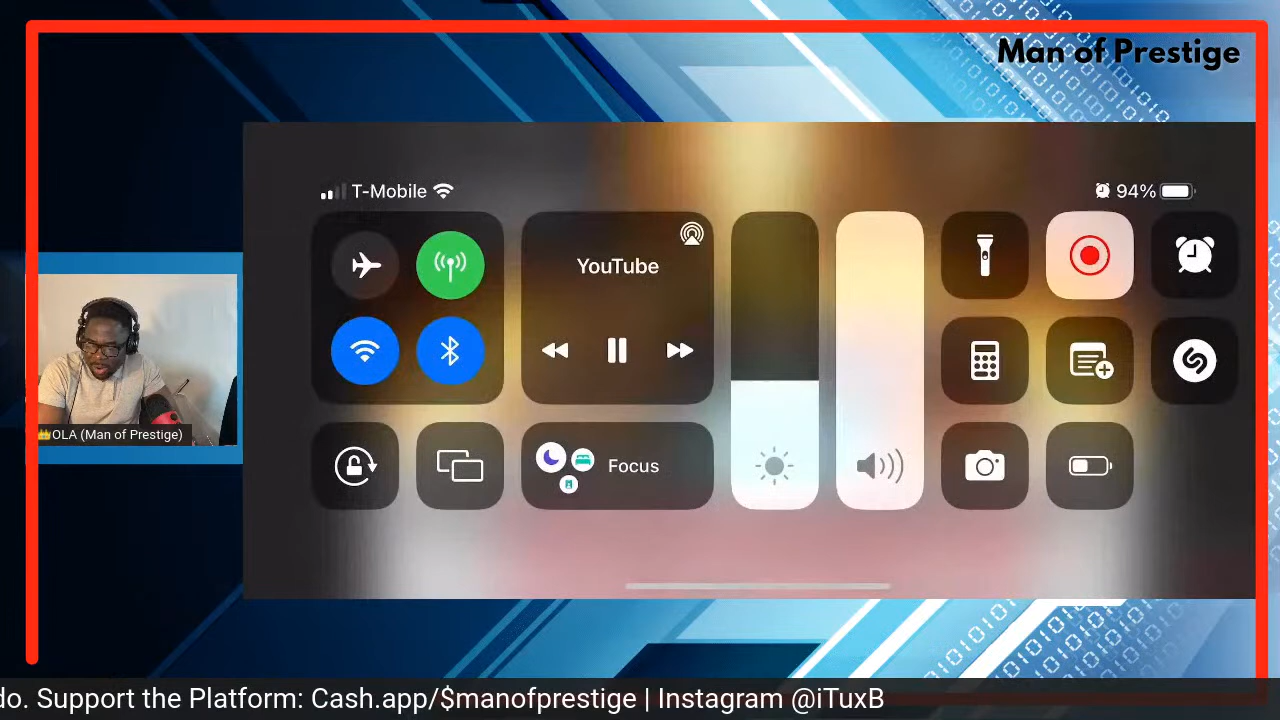 Man of Prestige
T-Mobile
94%
YouTube
Focus
OLA (Man of Prestige)
do. Support the Platform: Cash.app/$manofprestige | Instagram @iTuxB